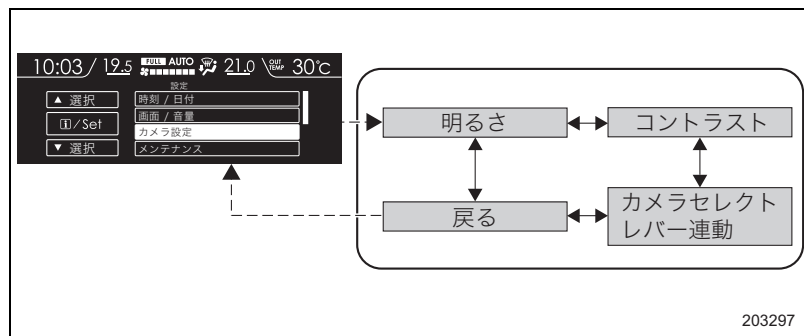 10:03 / 19.5 FULL AUTO 21.0 OUT TEMP 30℃
設定
▲ 選択
時刻 / 日付
画面 / 音量
i/Set
カメラ設定
▼ 選択
メンテナンス
明るさ
コントラスト
戻る
カメラセレクト
レバー連動
203297